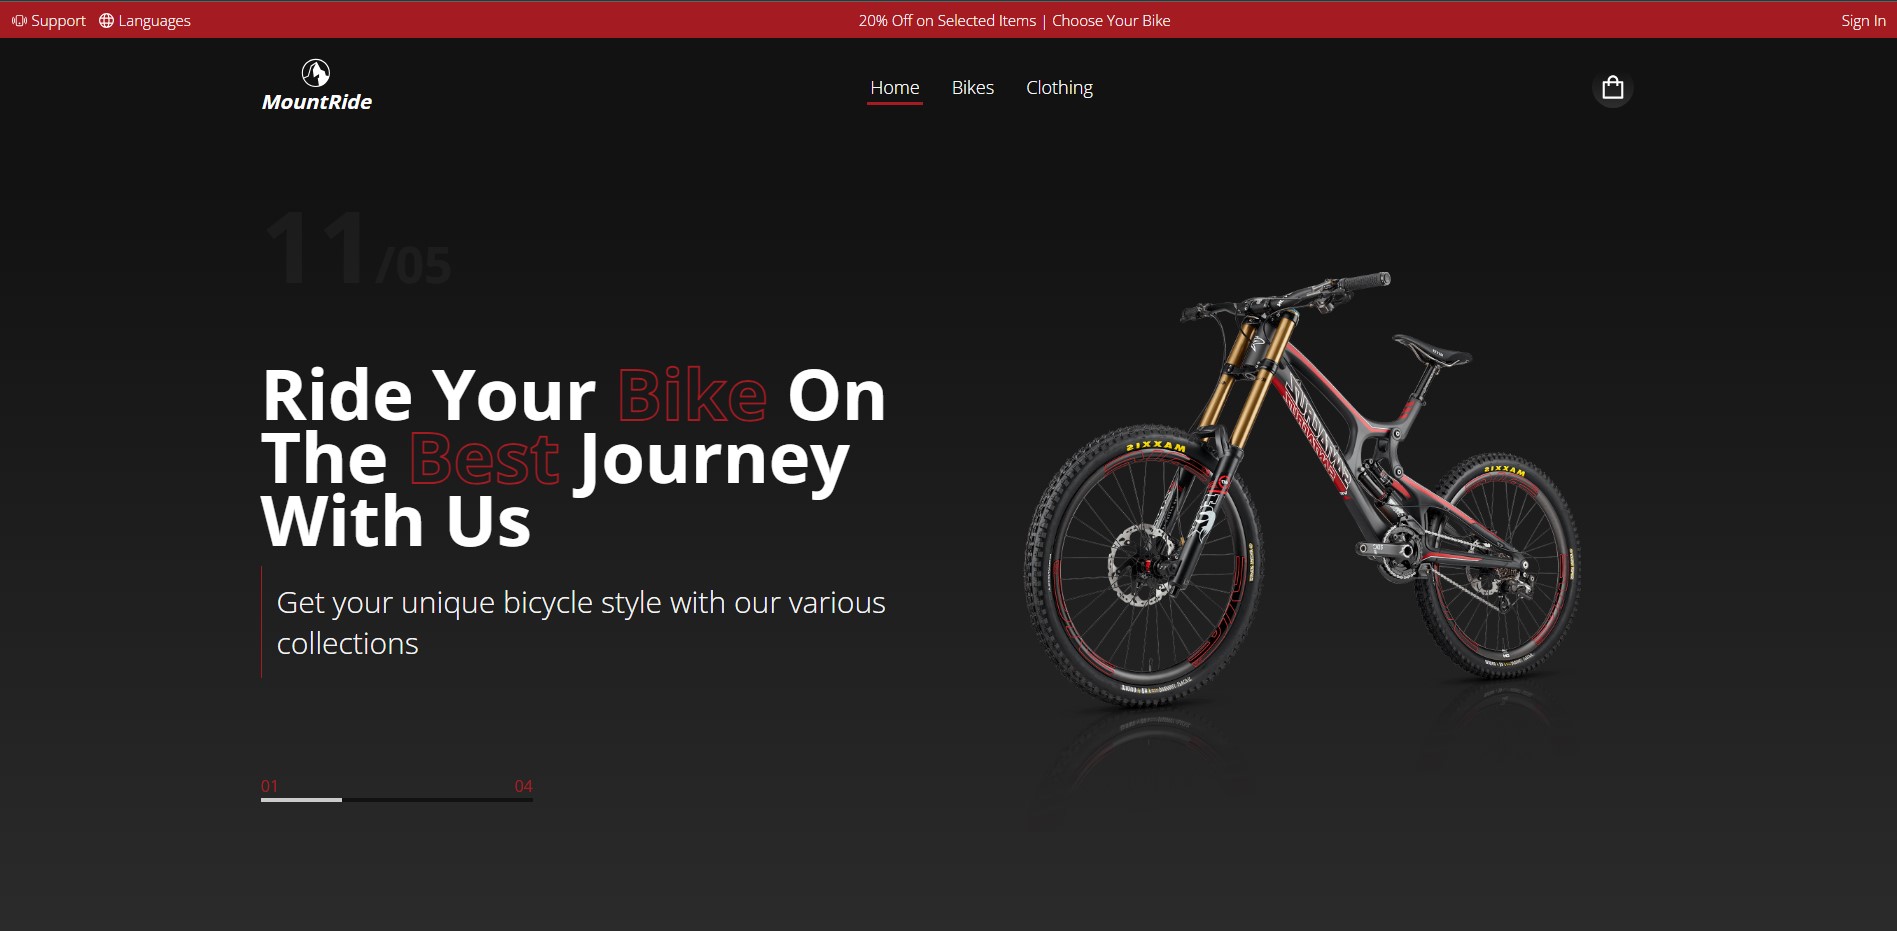 Support Languages
20% Off on Selected Items | Choose Your Bike
Sign In
MountRide
Home Bikes Clothing
11/05
Ride Your Bike On
The Best Journey
With Us
Get your unique bicycle style with our various
collections
01 04
MAXXIS
MAXXIS